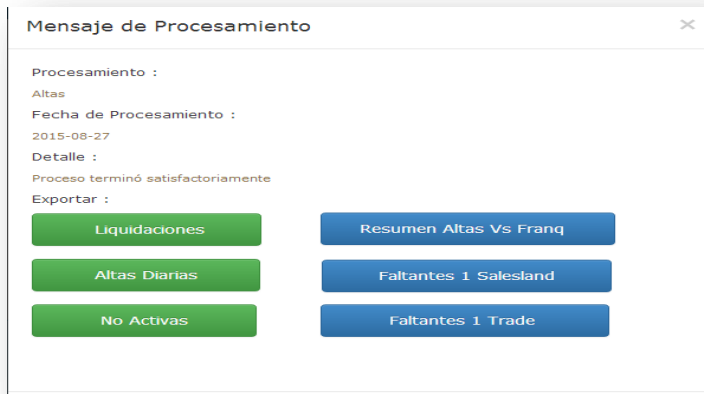 Mensaje de Procesamiento
Procesamiento :
Altas
Fecha de Procesamiento :
2015-08-27
Detalle :
Proceso terminó satisfactoriamente
Exportar :
Liquidaciones
Resumen Altas Vs Franq
Altas Diarias
Faltantes 1 Salesland
No Activas
Faltantes 1 Trade